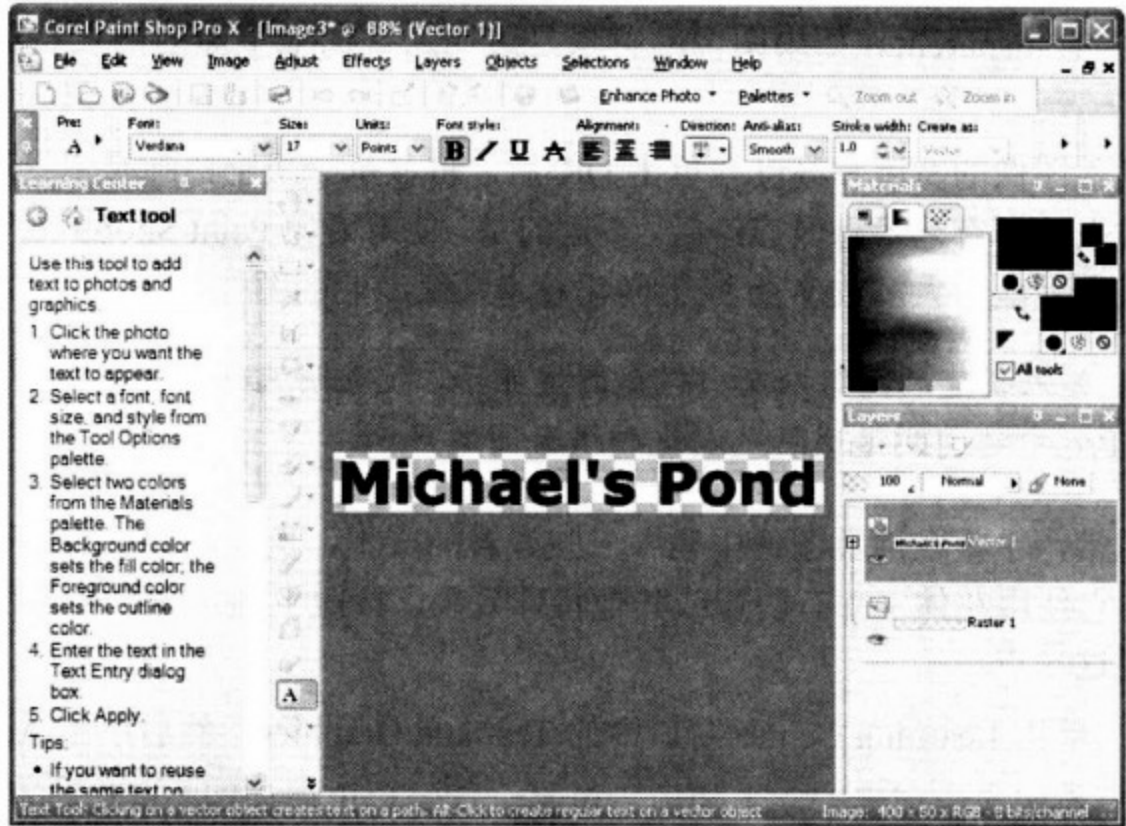 Corel Paint Shop Pro X - [Image3* @ 88% (Vector 1)]
File Edit View Image Adjust Effects Layers Objects Selections Window Help
Enhance Photo Palettes Zoom out Zoom in
Pre: Font: Size: Units: Font style: Alignment: Direction: Anti-alias: Stroke width: Create as:
A Verdana 17 Points B I U A Smooth 1.0 Vector
Learning Center
Text tool
Use this tool to add
text to photos and
graphics.
1 Click the photo
where you want the
text to appear.
2. Select a font, font
size, and style from
the Tool Options
palette.
3. Select two colors
from the Materials
palette. The
Background color
sets the fill color, the
Foreground color
sets the outline
color.
4. Enter the text in the
Text Entry dialog
box.
5. Click Apply.
Tips:
• If you want to reuse
the same text on
A
Michael's Pond
Materials
All tools
Layers
100 Normal None
Michael's Pond Vector 1
Raster 1
Text Tool: Clicking on a vector object creates text on a path. Alt-Click to create regular text on a vector object
Image: 400 x 50 x RGB - 8 bits/channel